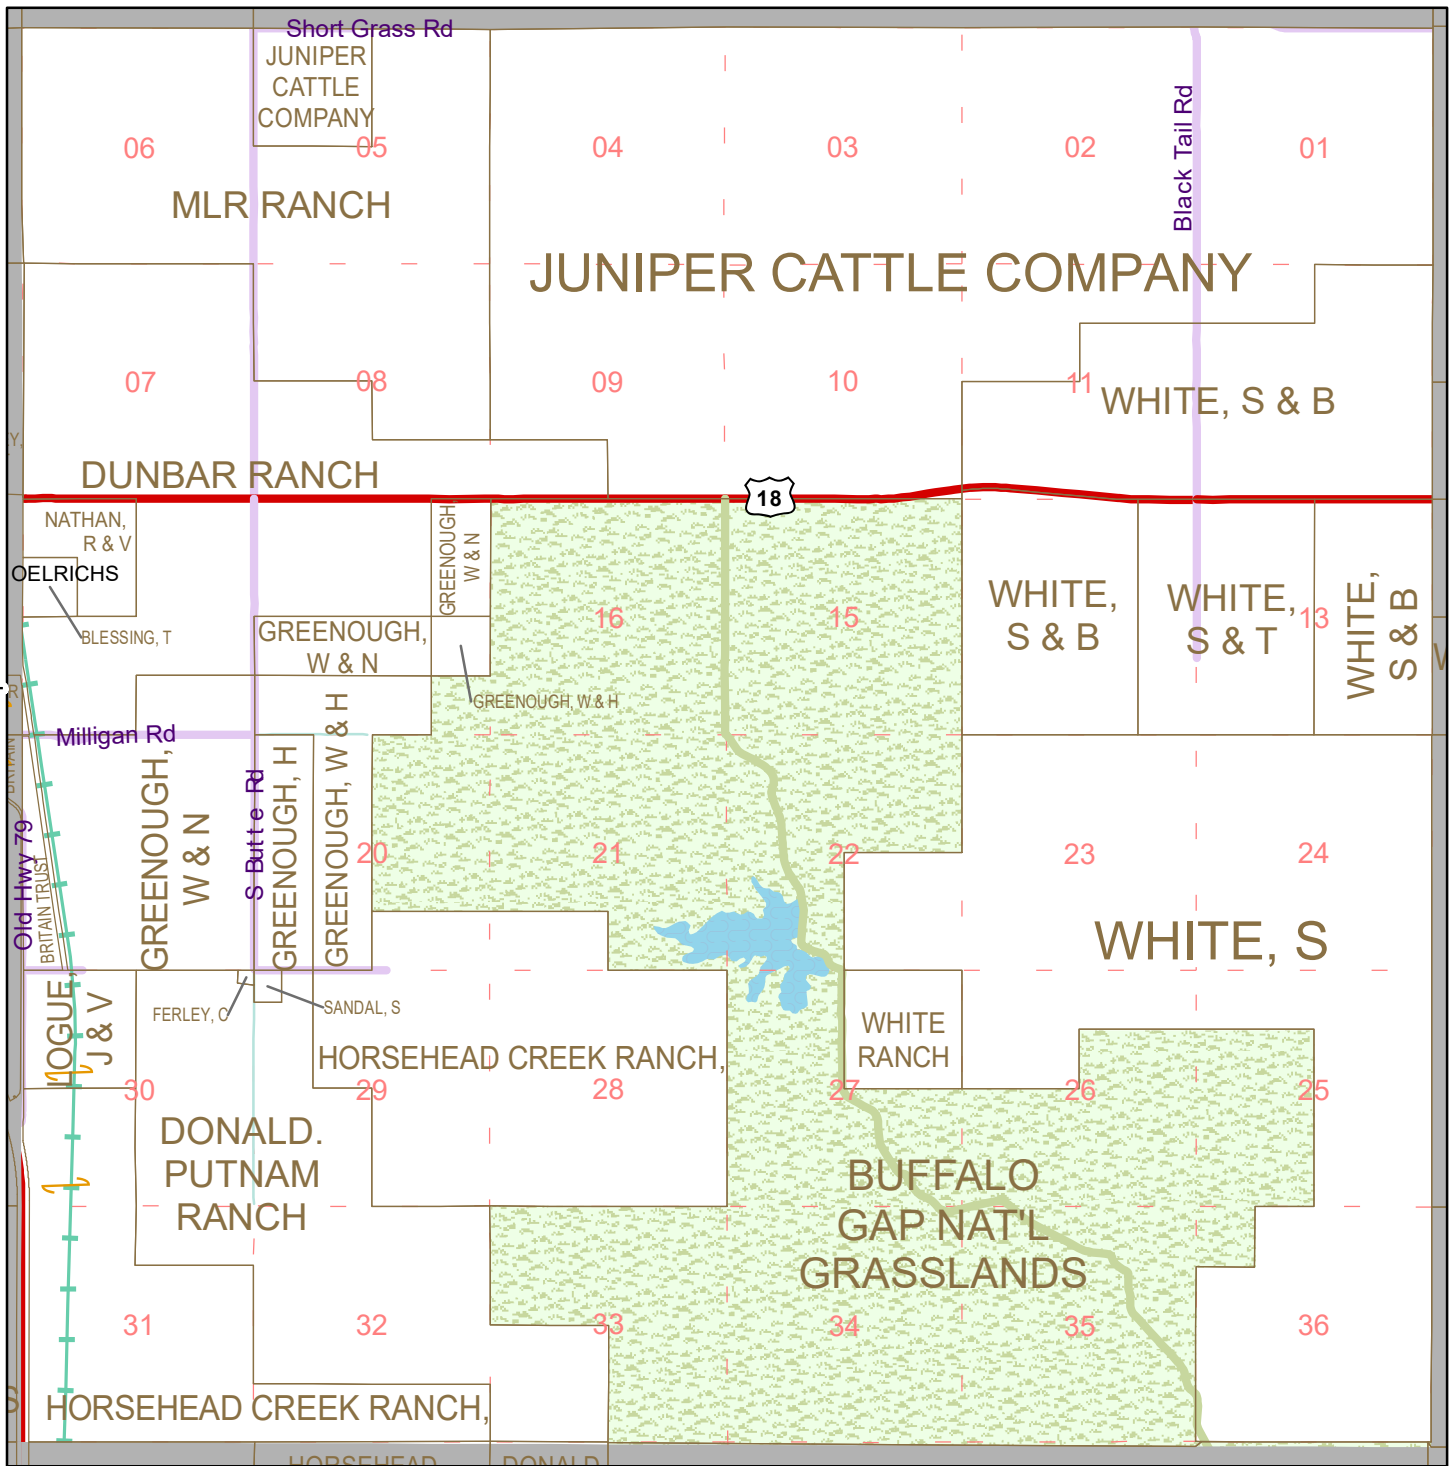 Short Grass Rd
JUNIPER
CATTLE
COMPANY
06
05
04
03
02
01
Black Tail Rd
MLR RANCH
JUNIPER CATTLE COMPANY
07
08
09
10
11
WHITE, S & B
DUNBAR RANCH
18
NATHAN,
R & V
OELRICHS
BLESSING, T
GREENOUGH,
W & N
GREENOUGH
W & N
GREENOUGH, W & H
16
15
WHITE,
S & B
WHITE,
S & T
13
WHITE,
S & B
Milligan Rd
GREENOUGH,
W & N
S Butte Rd
GREENOUGH, H
GREENOUGH, W & H
Old Hwy 79
BRITAIN TRUST
BRITAIN
20
21
22
23
24
WHITE, S
LOGUE,
J & V
FERLEY, C
SANDAL, S
HORSEHEAD CREEK RANCH,
WHITE
RANCH
30
29
28
27
26
25
DONALD.
PUTNAM
RANCH
BUFFALO
GAP NAT'L
GRASSLANDS
31
32
33
34
35
36
HORSEHEAD CREEK RANCH,
HORSEHEAD
DONALD